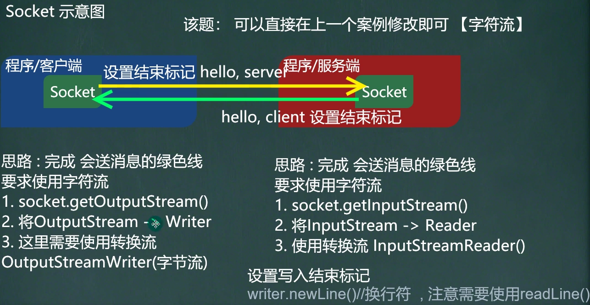 Socket 示意图
该题： 可以直接在上一个案例修改即可 【字符流】
程序/客户端
程序/服务端
设置结束标记 hello, server
Socket
Socket
hello, client 设置结束标记
思路 : 完成 会送消息的绿色线
要求使用字符流
1. socket.getOutputStream()
2. 将OutputStream -> Writer
3. 这里需要使用转换流
OutputStreamWriter(字节流)
思路 : 完成 会送消息的绿色线
要求使用字符流
1. socket.getInputStream()
2. 将InputStream -> Reader
3. 使用转换流 InputStreamReader()
设置写入结束标记
writer.newLine()//换行符 , 注意需要使用readLine()